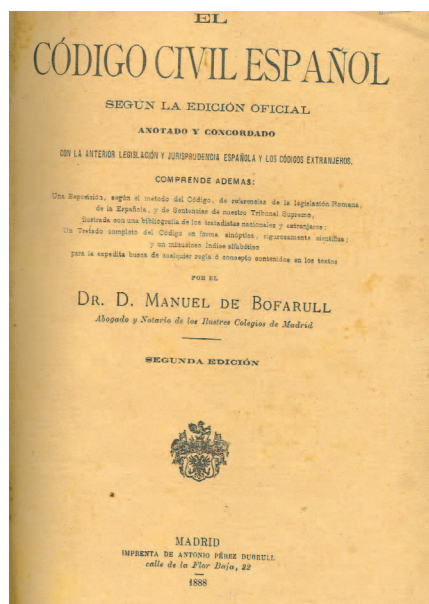 EL
CÓDIGO CIVIL ESPAÑOL
SEGÚN LA EDICIÓN OFICIAL
ANOTADO Y CONCORDADO
CON LA ANTERIOR LEGISLACIÓN Y JURISPRUDENCIA ESPAÑOLA Y LOS CÓDIGOS EXTRANJEROS.
COMPRENDE ADEMAS:
Una Exposición, según el metodo del Código, de referencias de la legislación Romana,
de la Española, y de Sentencias de nuestro Tribunal Supremo,
ilustrada con una bibliografía de los tratadistas nacionales y extranjeros;
Un Tratado completo del Código en forma sinóptica, rigurosamente científica;
y un minucioso índice alfabético
para la expedita busca de cualquier regla ó concepto contenidos en los textos
POR EL
DR. D. MANUEL DE BOFARULL
Abogado y Notario de los Ilustres Colegios de Madrid
SEGUNDA EDICIÓN
MADRID
IMPRENTA DE ANTONIO PÉREZ DUBRULL
calle de la Flor Baja, 22
1888